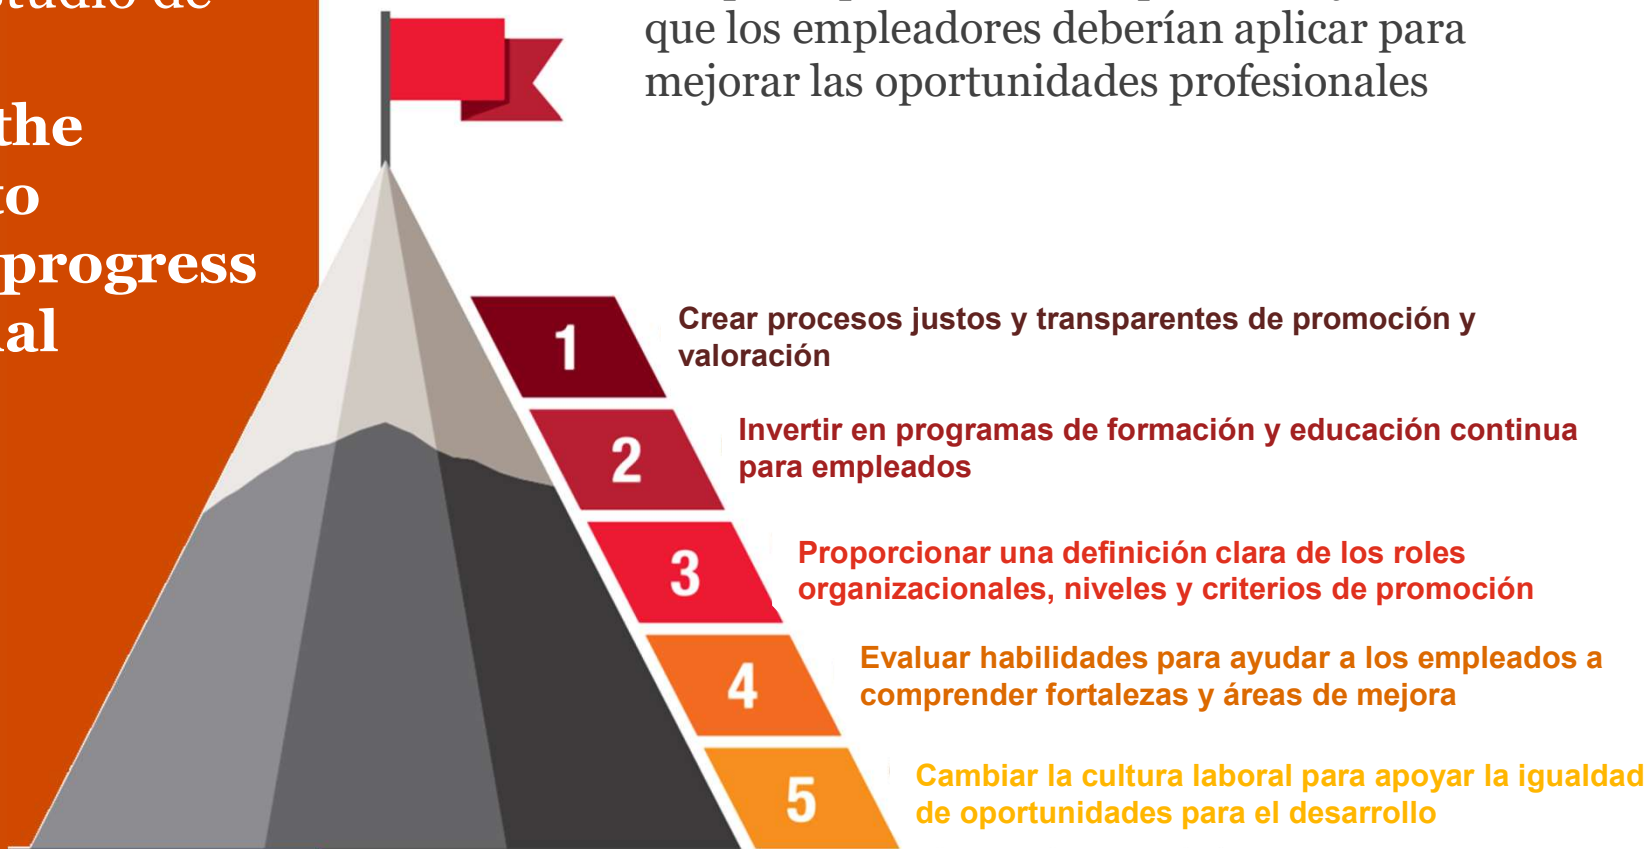 studio de
the
to
progress
que los empleadores deberían aplicar para
mejorar las oportunidades profesionales
1
Crear procesos justos y transparentes de promoción y
valoración
2
Invertir en programas de formación y educación continua
para empleados
3
Proporcionar una definición clara de los roles
organizacionales, niveles y criterios de promoción
4
Evaluar habilidades para ayudar a los empleados a
comprender fortalezas y áreas de mejora
5
Cambiar la cultura laboral para apoyar la igualdad
de oportunidades para el desarrollo